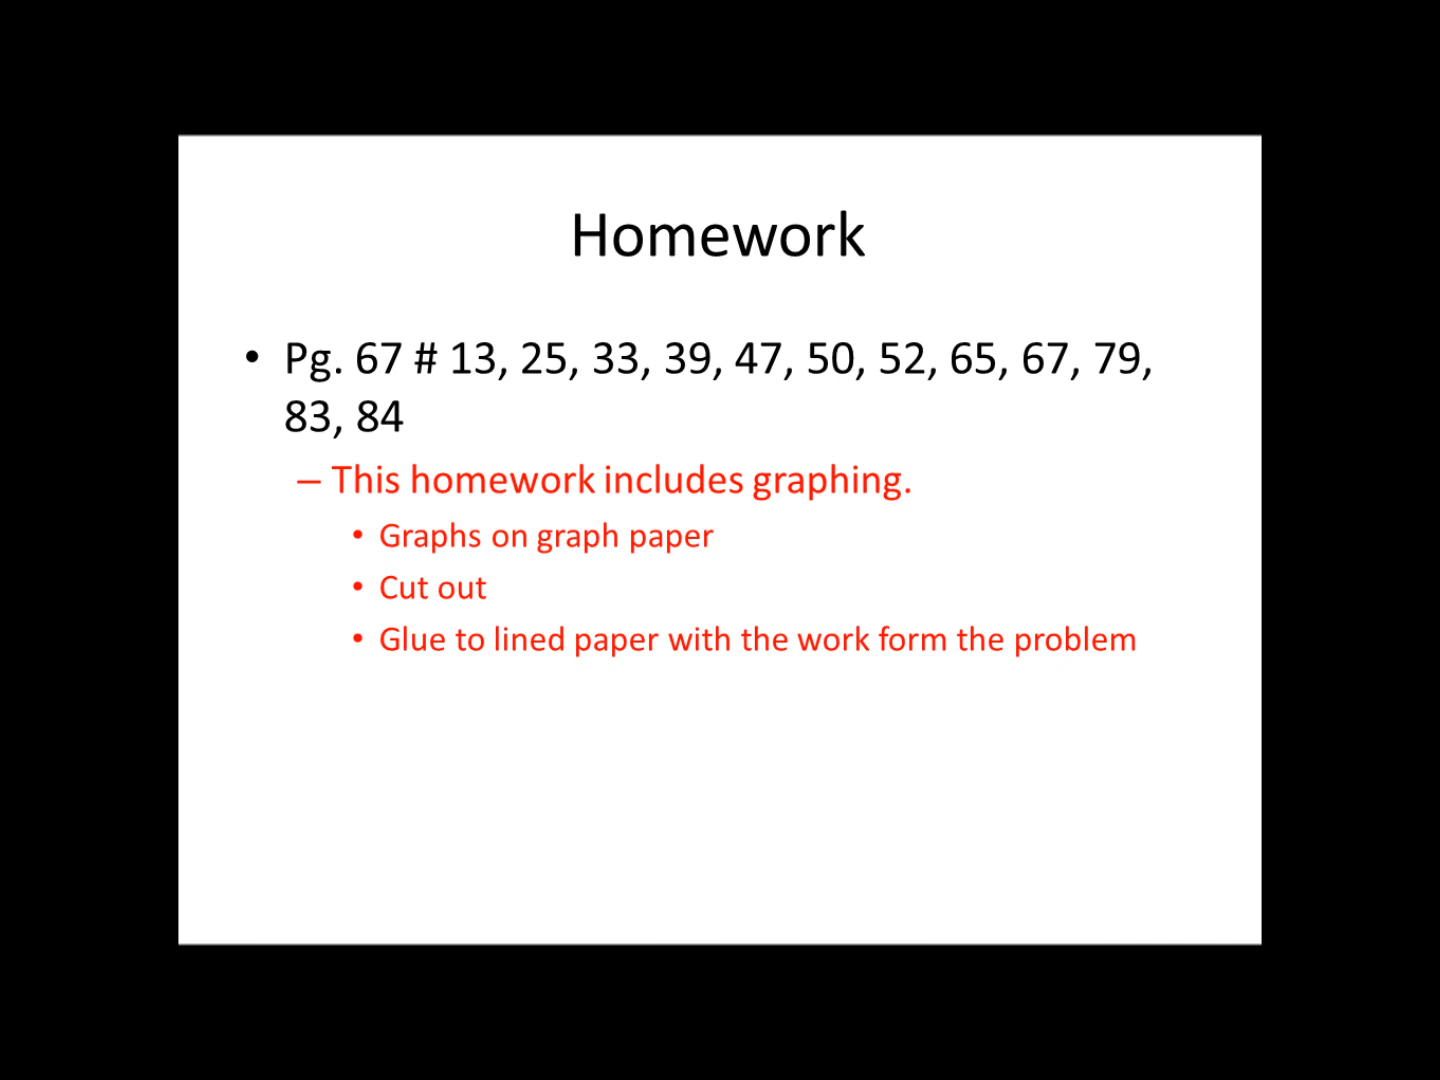 Homework
• Pg. 67 # 13, 25, 33, 39, 47, 50, 52, 65, 67, 79,
83, 84
– This homework includes graphing.
• Graphs on graph paper
• Cut out
• Glue to lined paper with the work form the problem